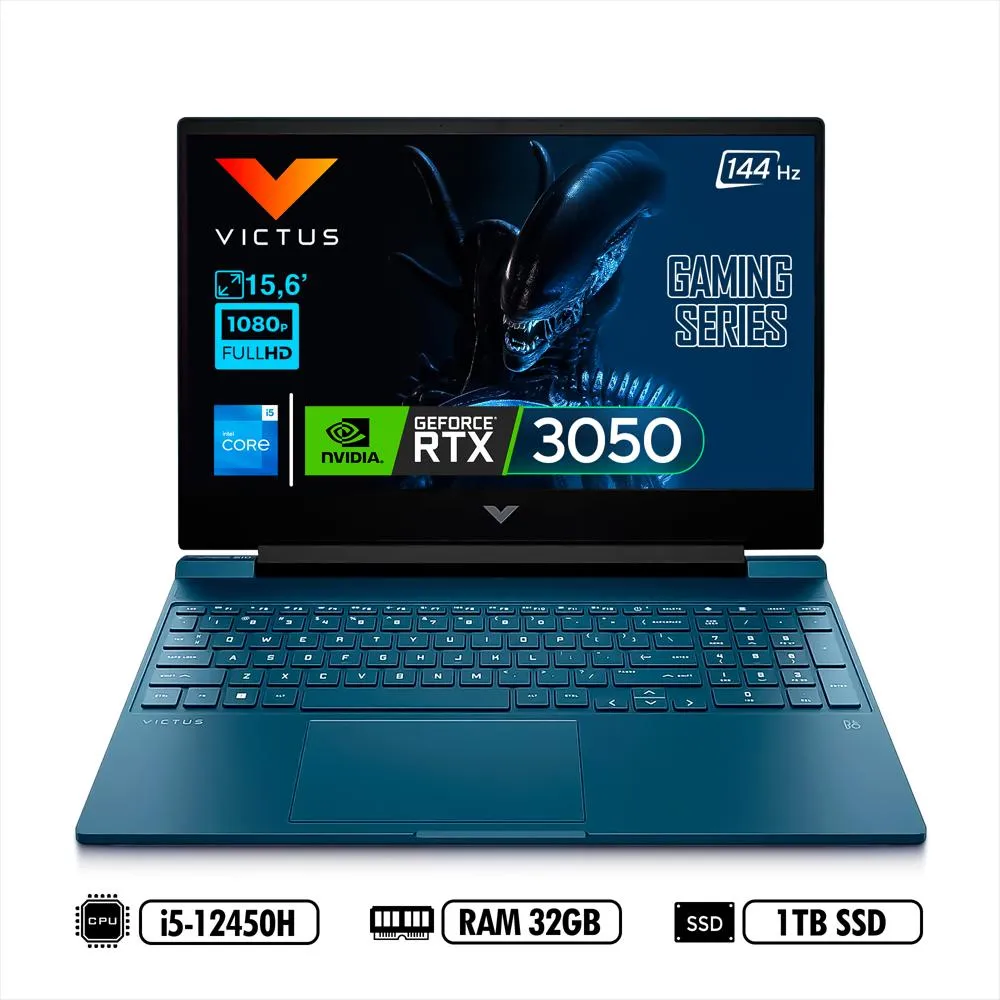 VICTUS
144 Hz
15,6'
1080p
FULLHD
GAMING
SERIES
intel
CORE
i5
NVIDIA.
GEFORCE
RTX
3050
VICTUS
B&O
CPU
i5-12450H
RAM 32GB
SSD
1TB SSD